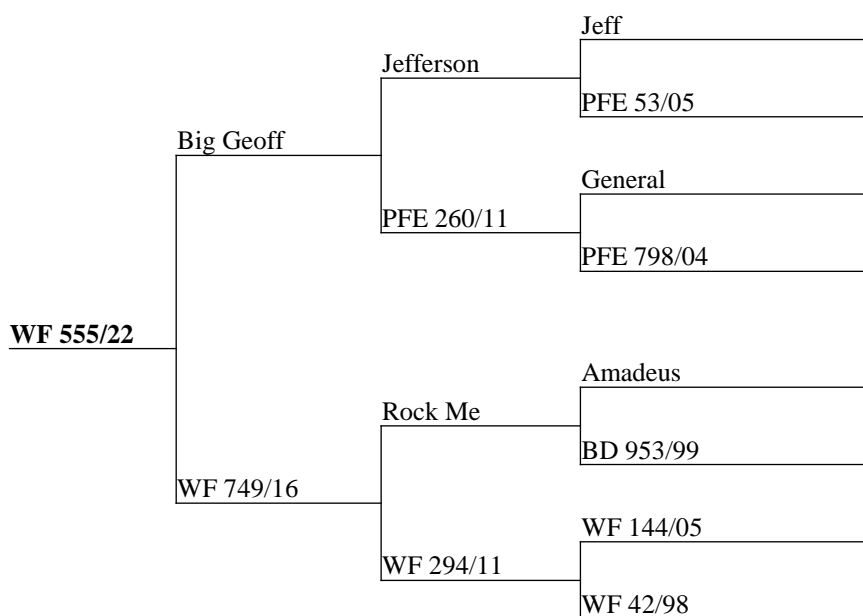 Jeff
Jefferson
PFE 53/05
Big Geoff
General
PFE 260/11
PFE 798/04
WF 555/22
Amadeus
Rock Me
BD 953/99
WF 749/16
WF 144/05
WF 294/11
WF 42/98